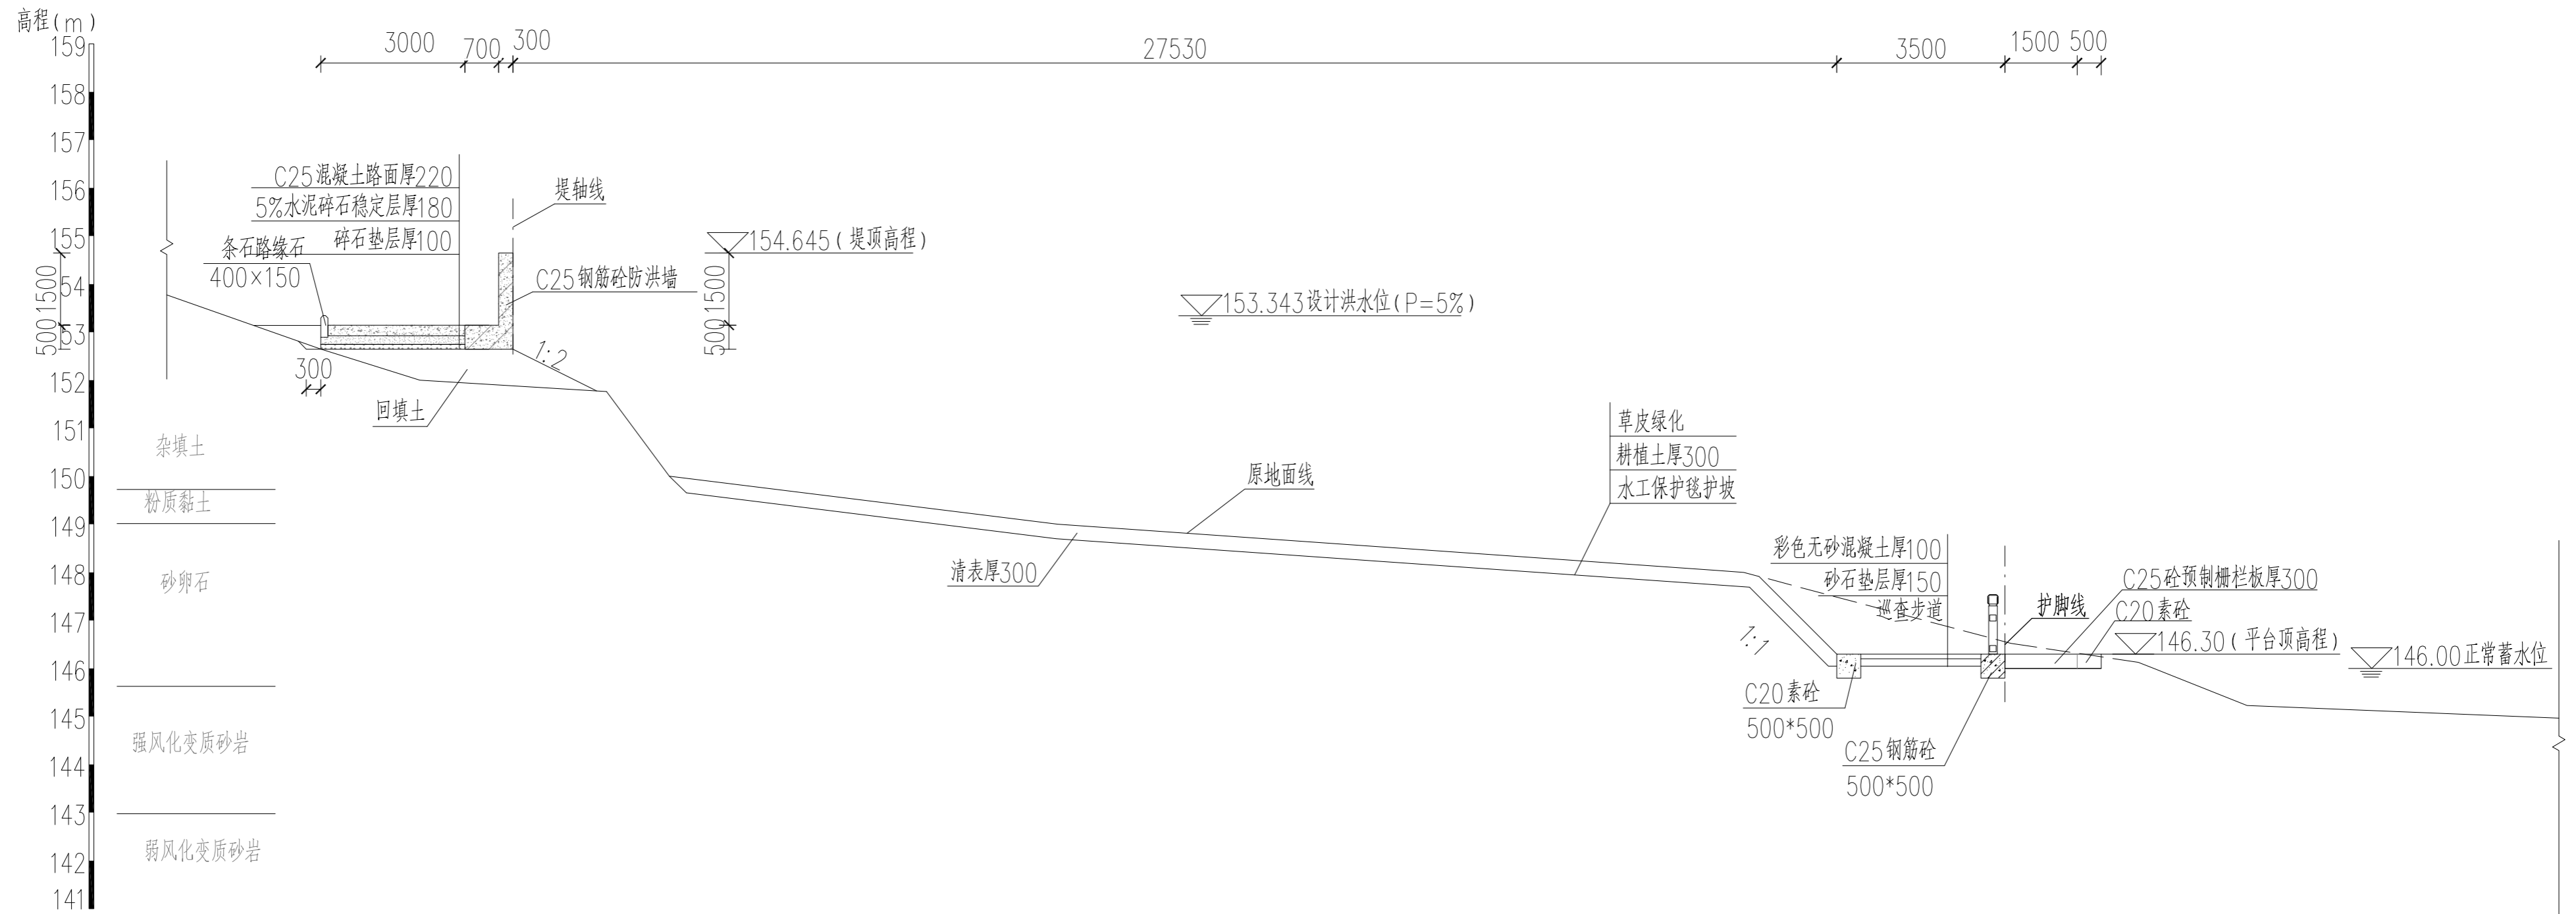 高程(m)
3000
700
300
27530
3500
1500
500
159
158
157
156
155
154
153
152
151
150
149
148
147
146
145
144
143
142
141
C25混凝土路面厚220
5%水泥碎石稳定层厚180
碎石垫层厚100
条石路缘石
400×150
堤轴线
154.645(堤顶高程)
C25钢筋砼防洪墙
1500
500
1500
500
153.343设计洪水位(P=5%)
300
1:2
回填土
杂填土
粉质黏土
砂卵石
强风化变质砂岩
弱风化变质砂岩
原地面线
清表厚300
草皮绿化
耕植土厚300
水工保护毯护坡
彩色无砂混凝土厚100
砂石垫层厚150
巡查步道
1:1
护脚线
C25砼预制栅栏板厚300
C20素砼
146.30(平台顶高程)
146.00正常蓄水位
C20素砼
500*500
C25钢筋砼
500*500